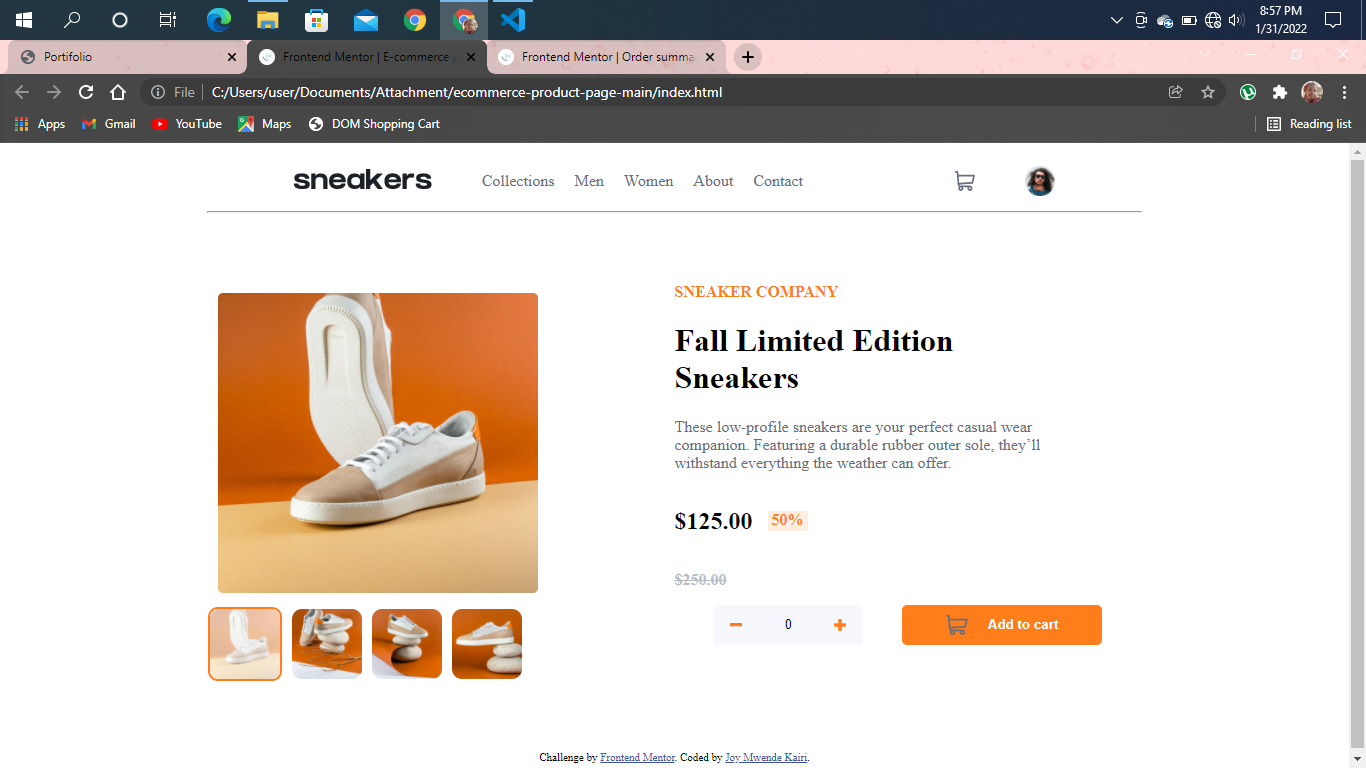 8:57 PM
1/31/2022
Portifolio
Frontend Mentor | E-commerce p
Frontend Mentor | Order summa
File
C:/Users/user/Documents/Attachment/ecommerce-product-page-main/index.html
Apps
Gmail
YouTube
Maps
DOM Shopping Cart
Reading list
sneakers
Collections
Men
Women
About
Contact
SNEAKER COMPANY
Fall Limited Edition
Sneakers
These low-profile sneakers are your perfect casual wear
companion. Featuring a durable rubber outer sole, they’ll
withstand everything the weather can offer.
$125.00
50%
$250.00
0
Add to cart
Challenge by Frontend Mentor. Coded by Joy Mwende Kairi.